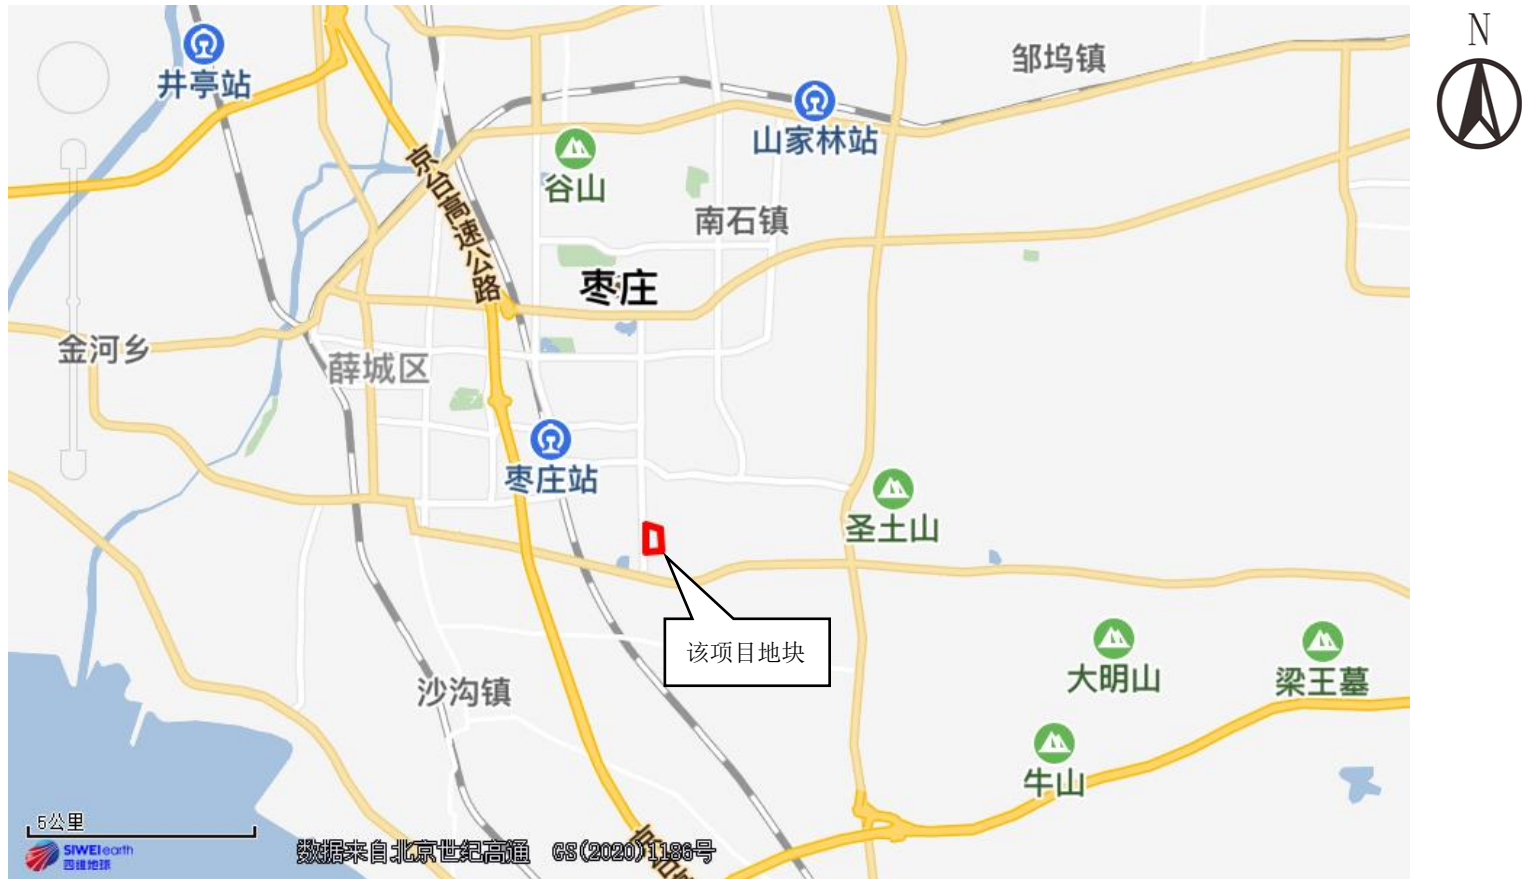 N
井亭站
邹坞镇
山家林站
京台高速公路
谷山
南石镇
枣庄
金河乡
薛城区
枣庄站
圣土山
该项目地块
沙沟镇
大明山
梁王墓
牛山
5公里
SIWEI earth
四维地球
数据来自北京世纪高通 GS(2020)1186号